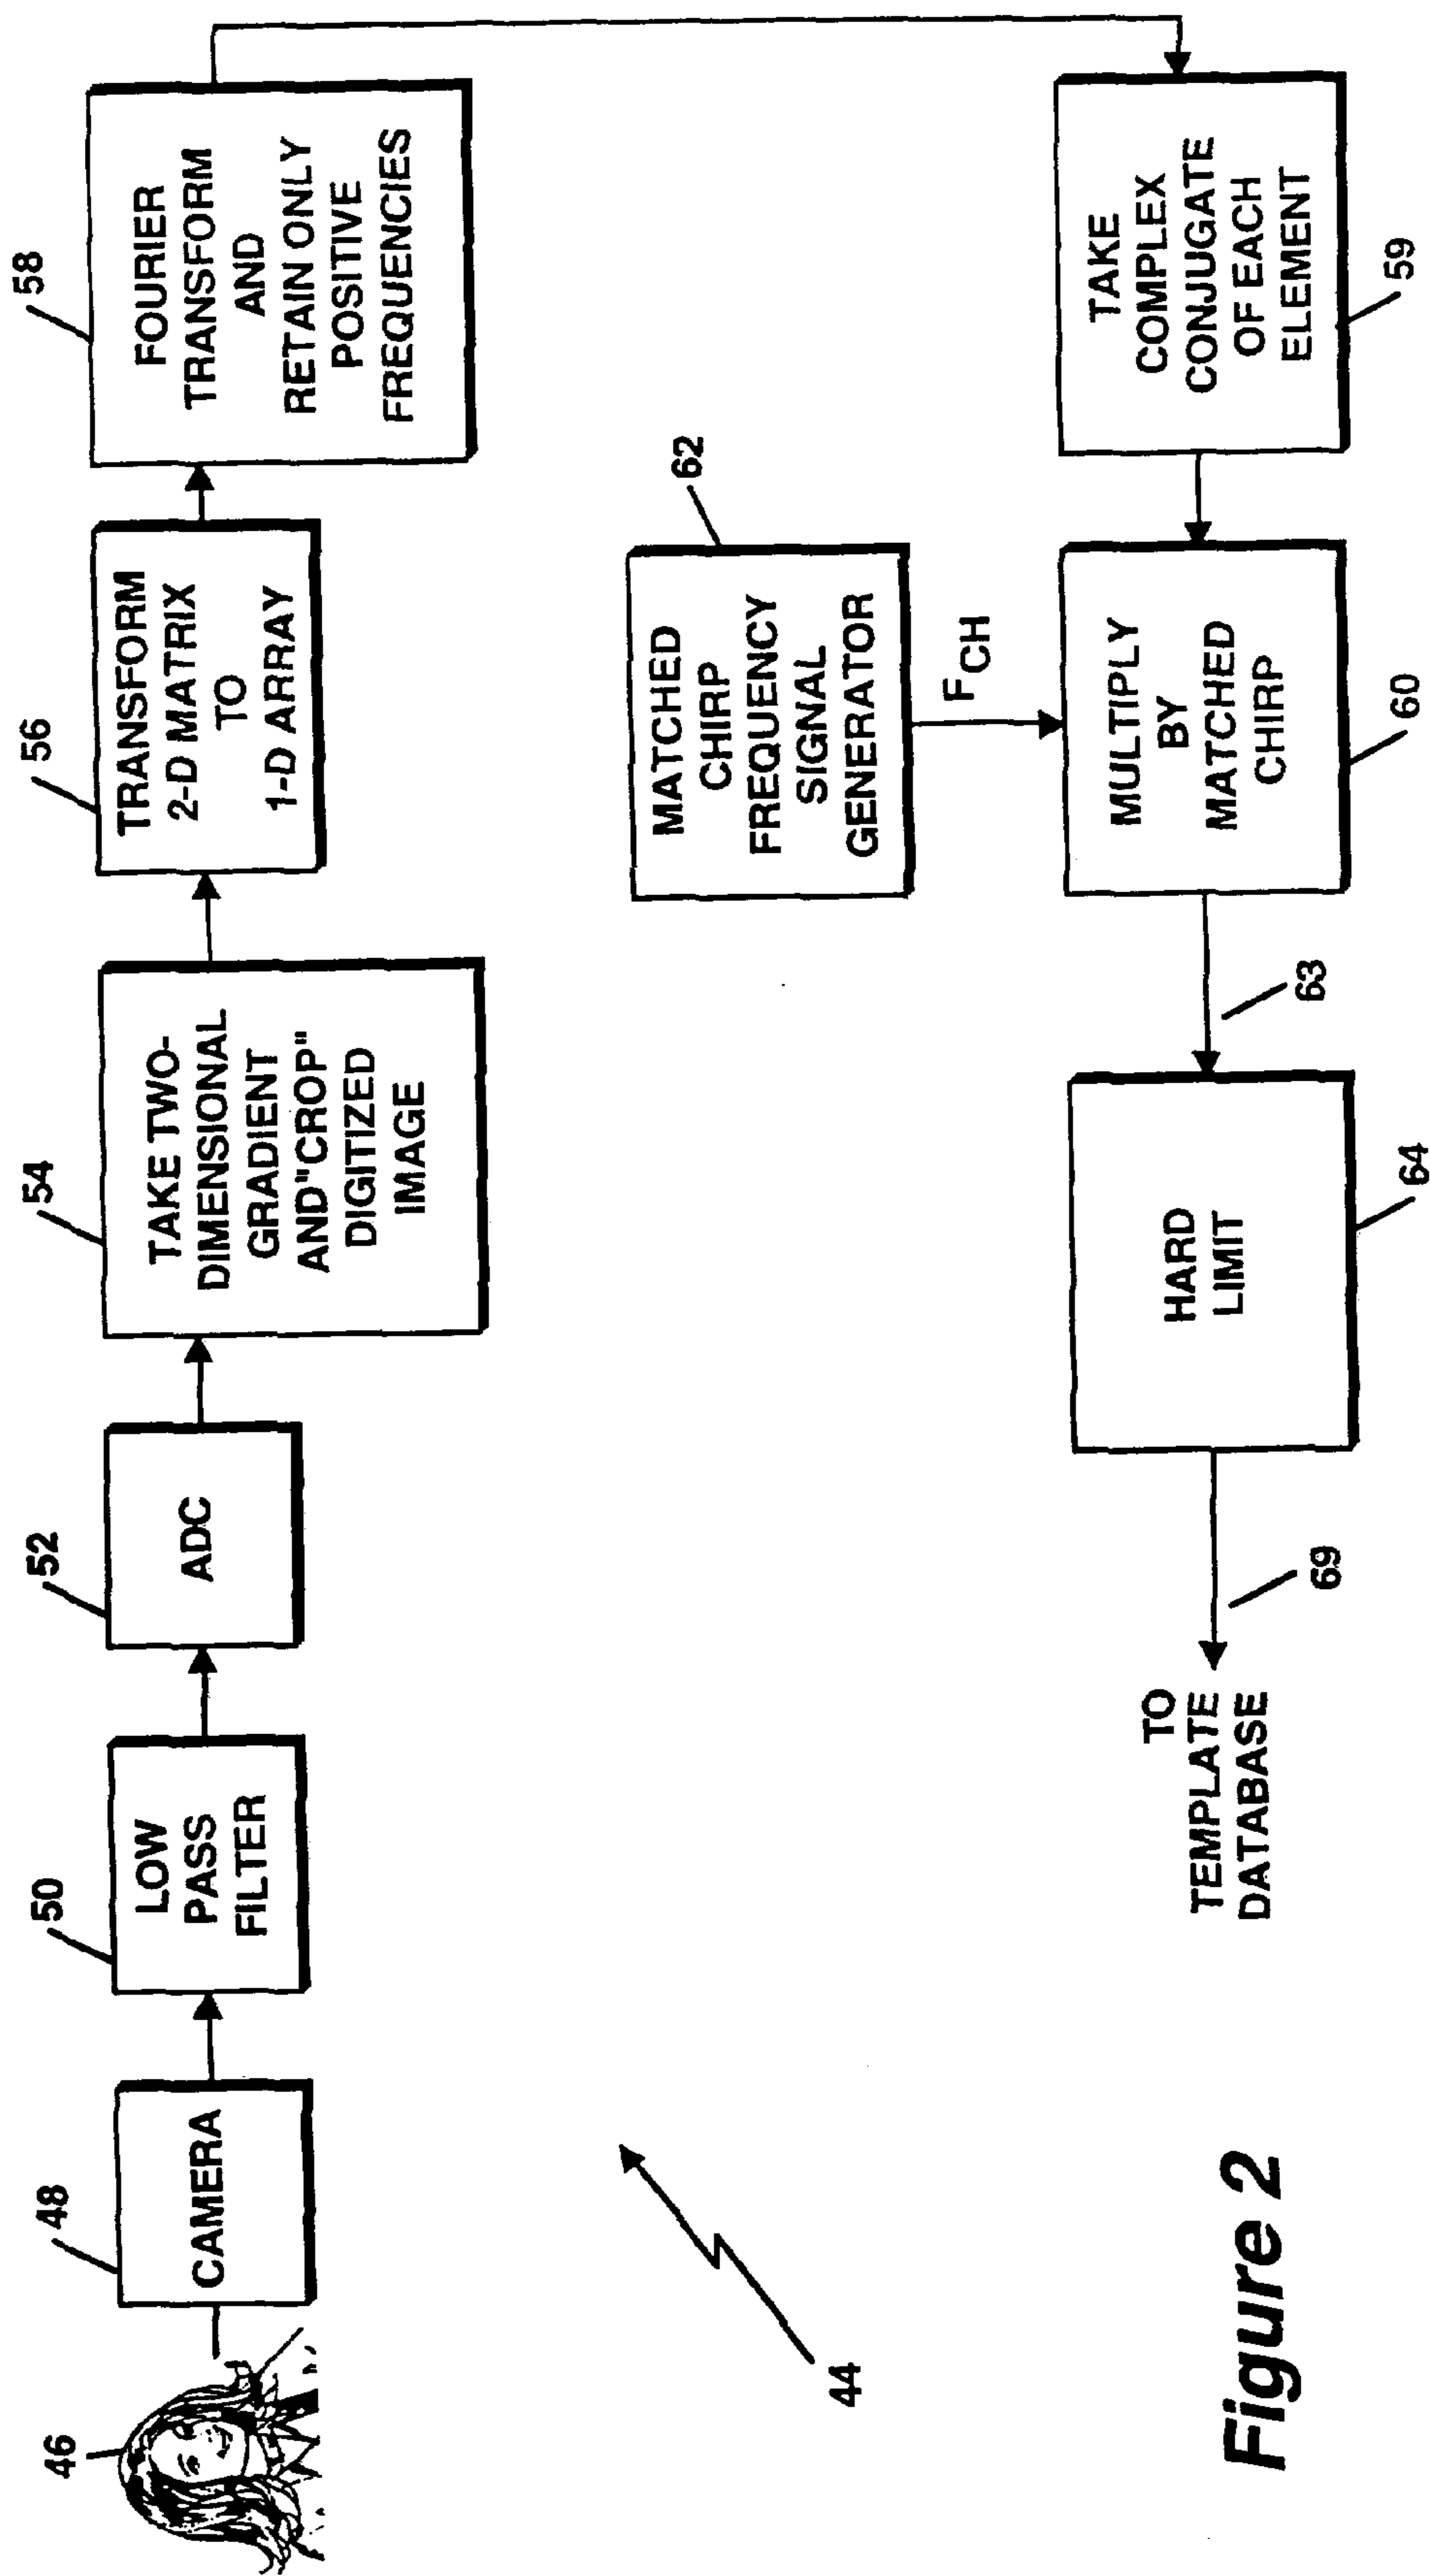 46
48
CAMERA
50
LOW
PASS
FILTER
52
ADC
54
TAKE TWO-
DIMENSIONAL
GRADIENT
AND"CROP"
DIGITIZED
IMAGE
56
TRANSFORM
2-D MATRIX
TO
1-D ARRAY
58
FOURIER
TRANSFORM
AND
RETAIN ONLY
POSITIVE
FREQUENCIES
62
MATCHED
CHIRP
FREQUENCY
SIGNAL
GENERATOR
FCH
TAKE
COMPLEX
CONJUGATE
OF EACH
ELEMENT
59
MULTIPLY
BY
MATCHED
CHIRP
60
63
HARD
LIMIT
64
69
TO
TEMPLATE
DATABASE
44
Figure 2